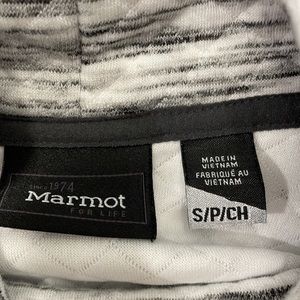 SINCE 1974
Marmot
FOR LIFE
MADE IN
VIETNAM
FABRIQUÉ AU
VIETNAM
S/P/CH